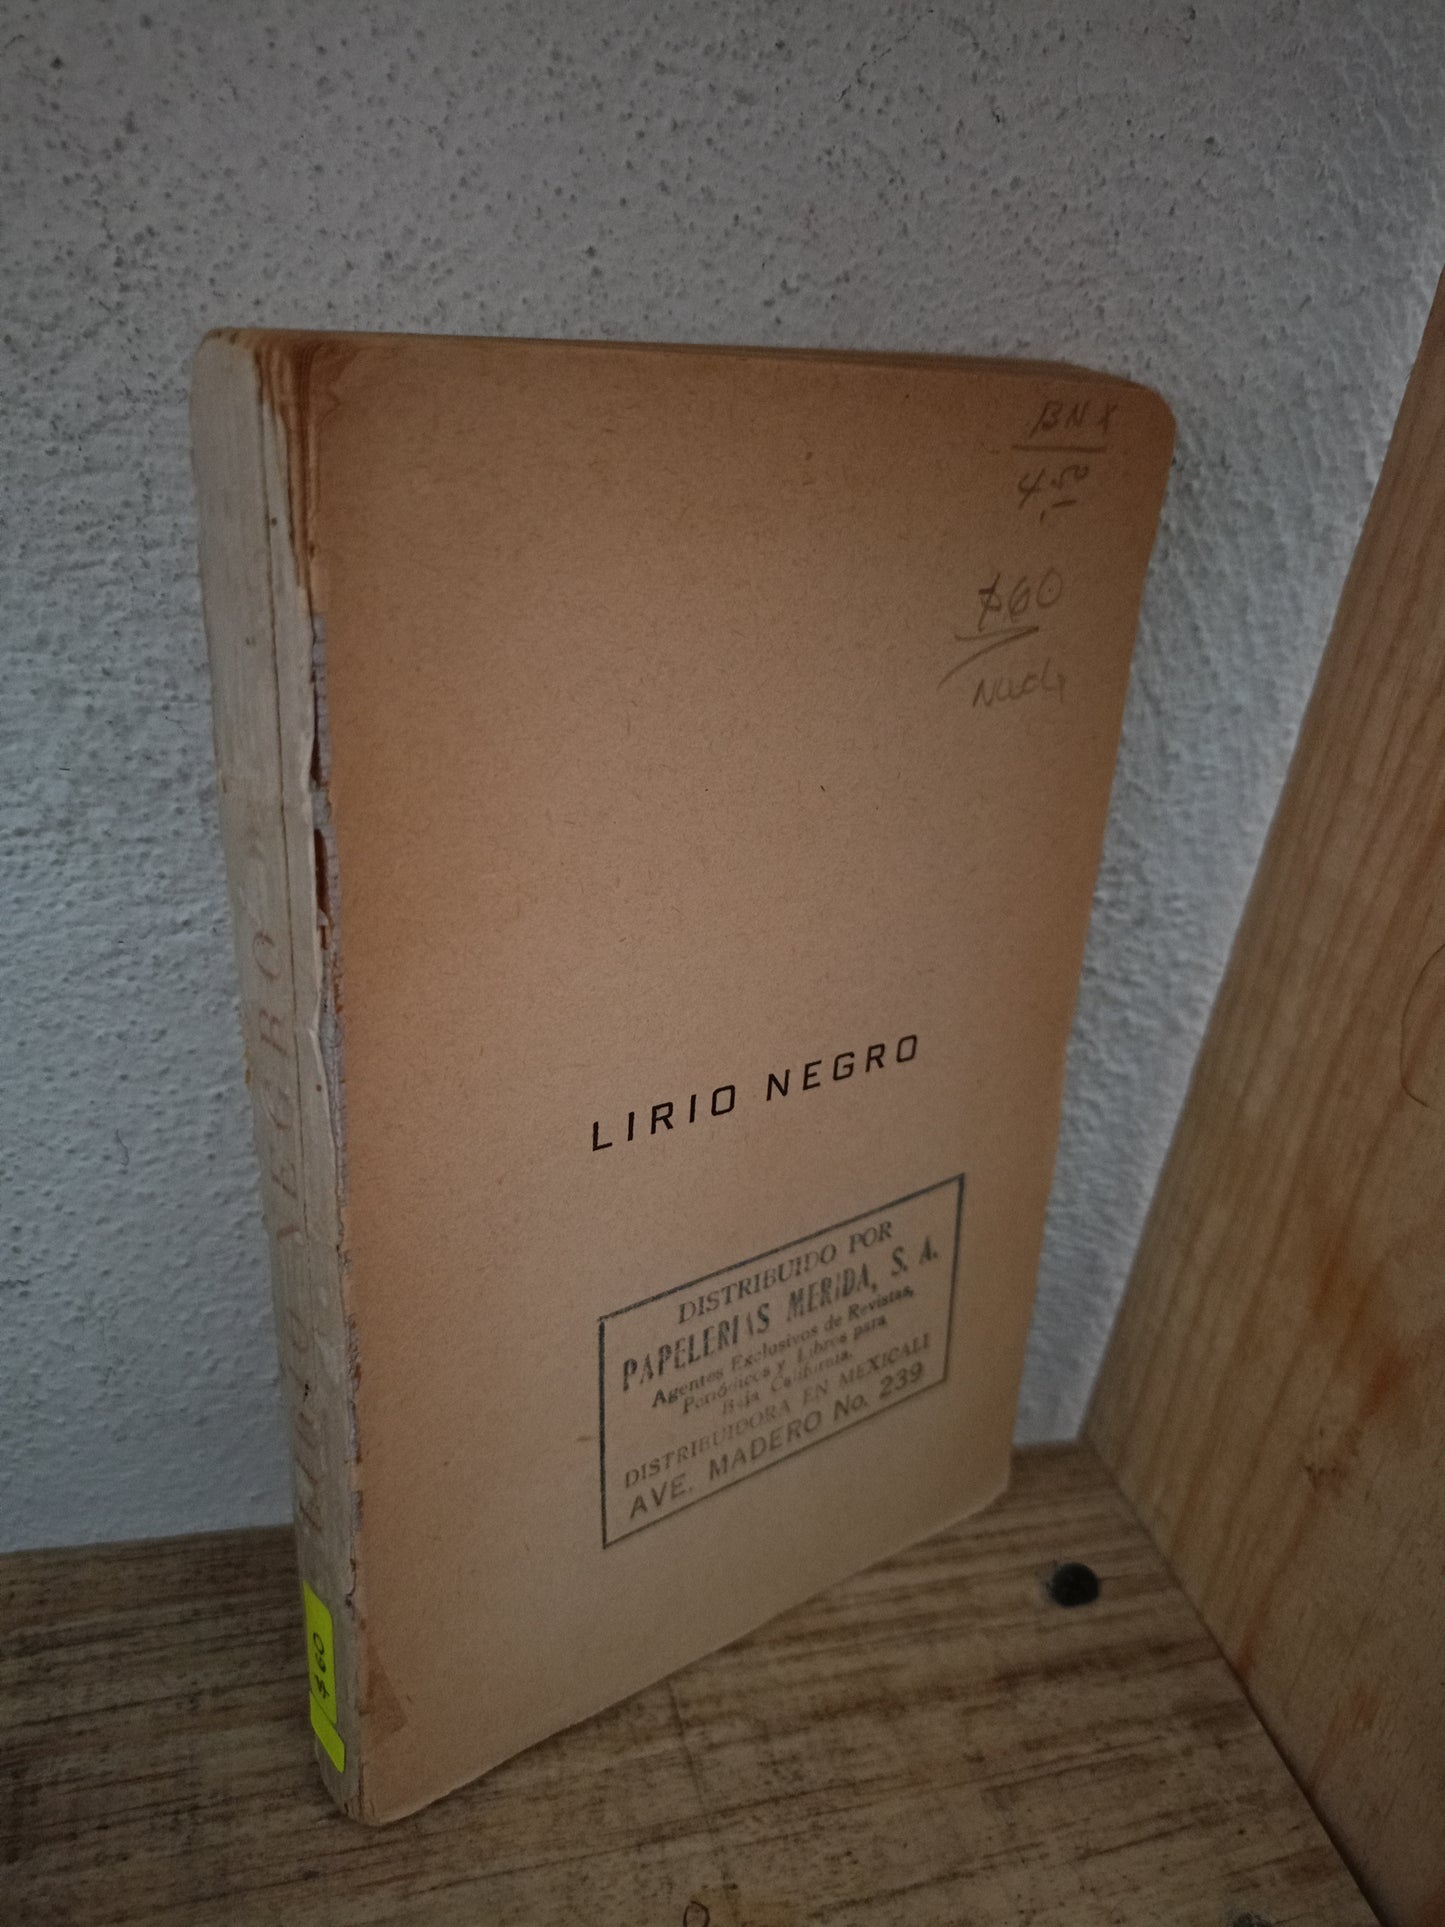 BN X
4.50
$60
LIRIO NEGRO
DISTRIBUIDO POR
PAPELERIAS MERIDA, S. A.
Agentes Exclusivos de Revistas,
Periódicos y Libros para
Baja California.
DISTRIBUIDORA EN MEXICALI
AVE. MADERO No. 239
LIRIO NEGRO
$60